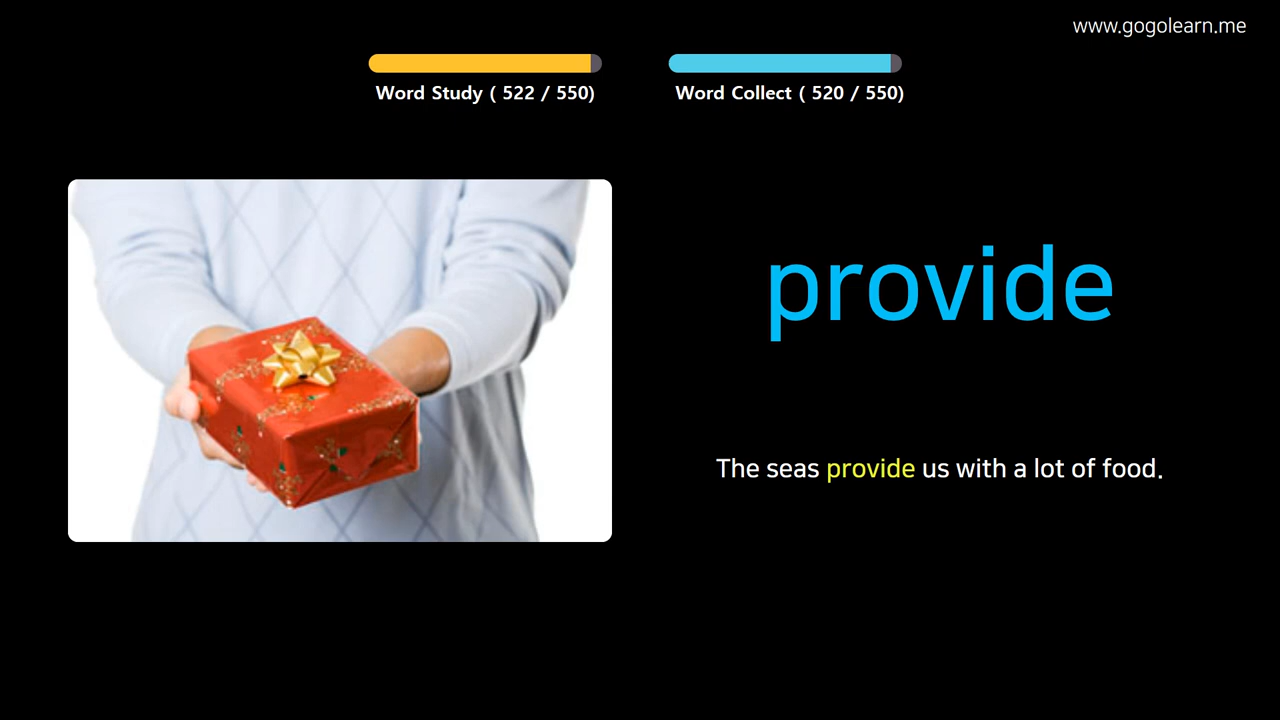 www.gogolearn.me
Word Study ( 522 / 550)
Word Collect ( 520 / 550)
provide
The seas provide us with a lot of food.